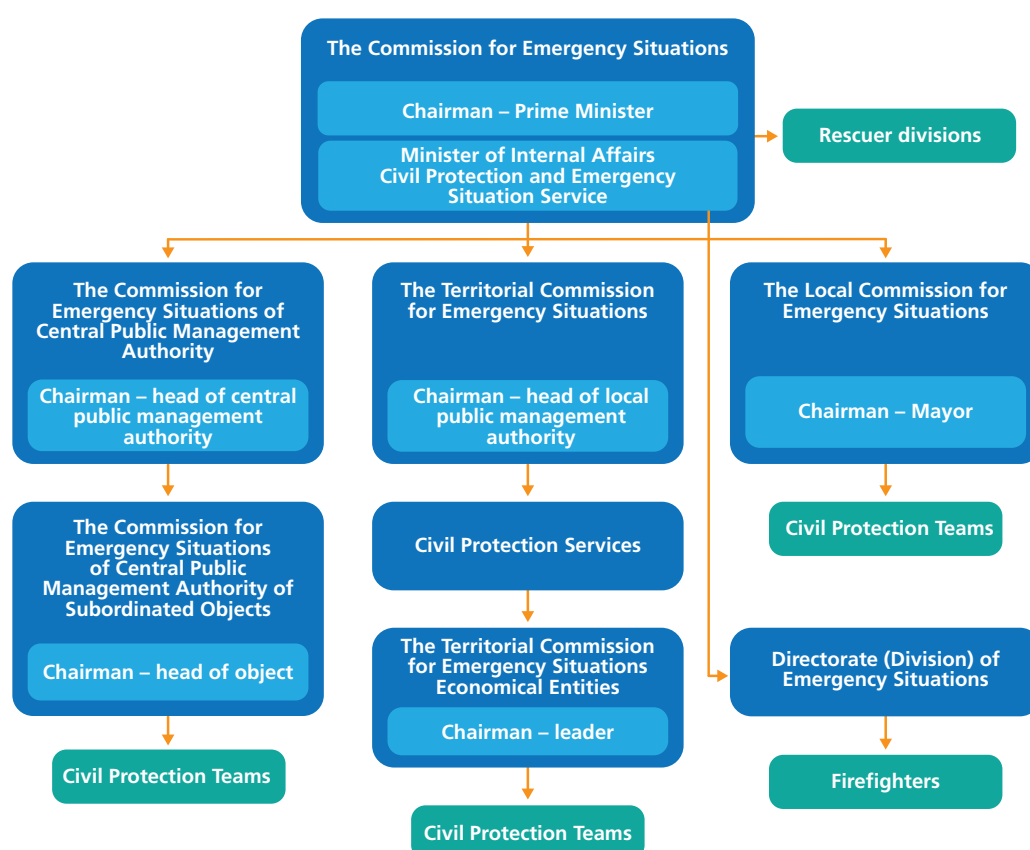 The Commission for Emergency Situations
Chairman – Prime Minister
Minister of Internal Affairs
Civil Protection and Emergency
Situation Service
Rescuer divisions
The Commission for
Emergency Situations of
Central Public Management
Authority
Chairman – head of central
public management
authority
The Territorial Commission
for Emergency Situations
Chairman – head of local
public management
authority
The Local Commission for
Emergency Situations
Chairman – Mayor
The Commission for
Emergency Situations
of Central Public
Management Authority of
Subordinated Objects
Chairman – head of object
Civil Protection Services
Civil Protection Teams
The Territorial Commission
for Emergency Situations
Economical Entities
Chairman – leader
Directorate (Division) of
Emergency Situations
Civil Protection Teams
Civil Protection Teams
Firefighters